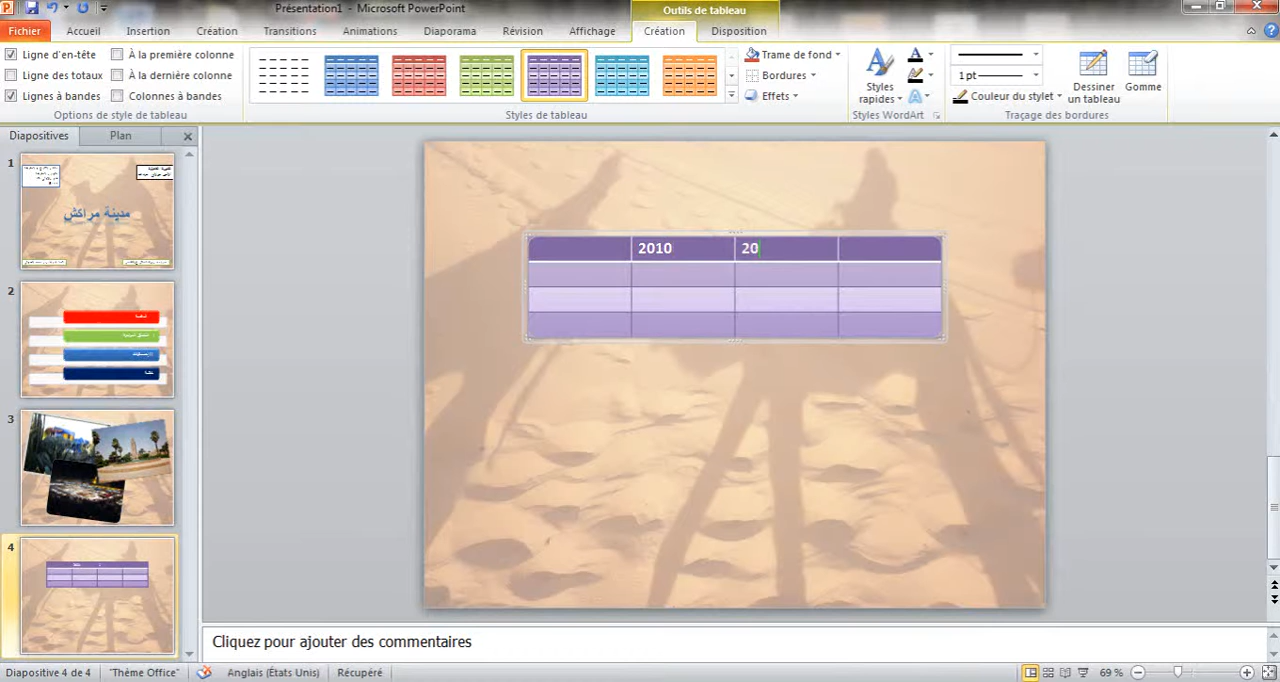 Présentation1 - Microsoft PowerPoint
Outils de tableau
Fichier
Accueil
Insertion
Création
Transitions
Animations
Diaporama
Révision
Affichage
Création
Disposition
Ligne d'en-tête
À la première colonne
Ligne des totaux
À la dernière colonne
Lignes à bandes
Colonnes à bandes
Options de style de tableau
Styles de tableau
Trame de fond
Bordures
Effets
Styles rapides
Styles WordArt
1 pt
Couleur du stylet
Dessiner un tableau
Gomme
Traçage des bordures
Diapositives
Plan
1
مدينة مراكش
2
3
4
2010
20
Cliquez pour ajouter des commentaires
Diapositive 4 de 4
"Thème Office"
Anglais (États Unis)
Récupéré
69 %